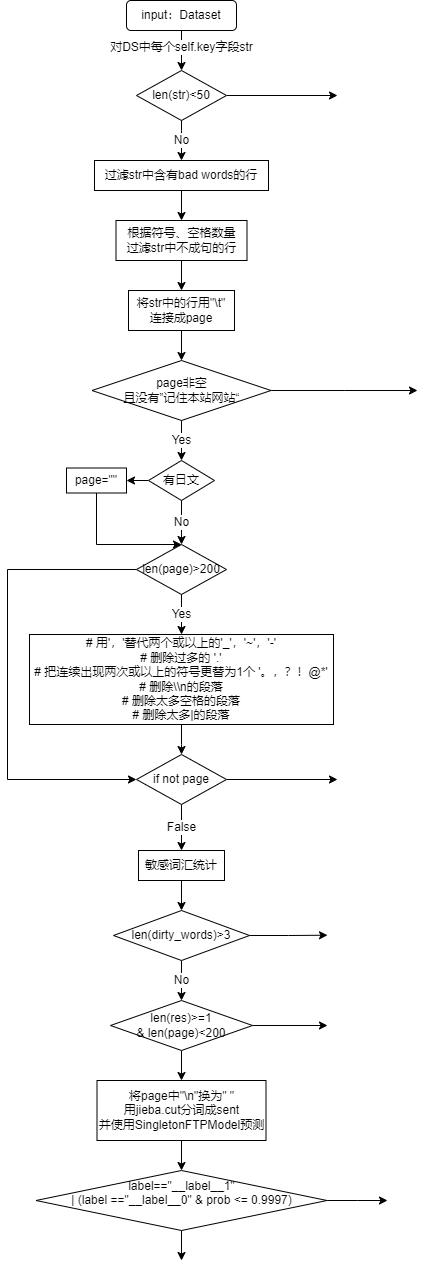 input：Dataset
对DS中每个self.key字段str
len(str)<50
No
过滤str中含有bad words的行
根据符号、空格数量
过滤str中不成句的行
将str中的行用"\t"
连接成page
page非空
且没有"记住本站网站“
Yes
page=""
有日文
No
len(page)>200
Yes
# 用'，'替代两个或以上的'_'，'~'，'-'
# 删除过多的 '.'
# 把连续出现两次或以上的符号更替为1个 '。，？！@*'
# 删除\\n的段落
# 删除太多空格的段落
# 删除太多|的段落
if not page
False
敏感词汇统计
len(dirty_words)>3
No
len(res)>=1
& len(page)<200
将page中"\n"换为" "
用jieba.cut分词成sent
并使用SingletonFTPModel预测
label=="__label__1"
| (label =="__label__0" & prob <= 0.9997)